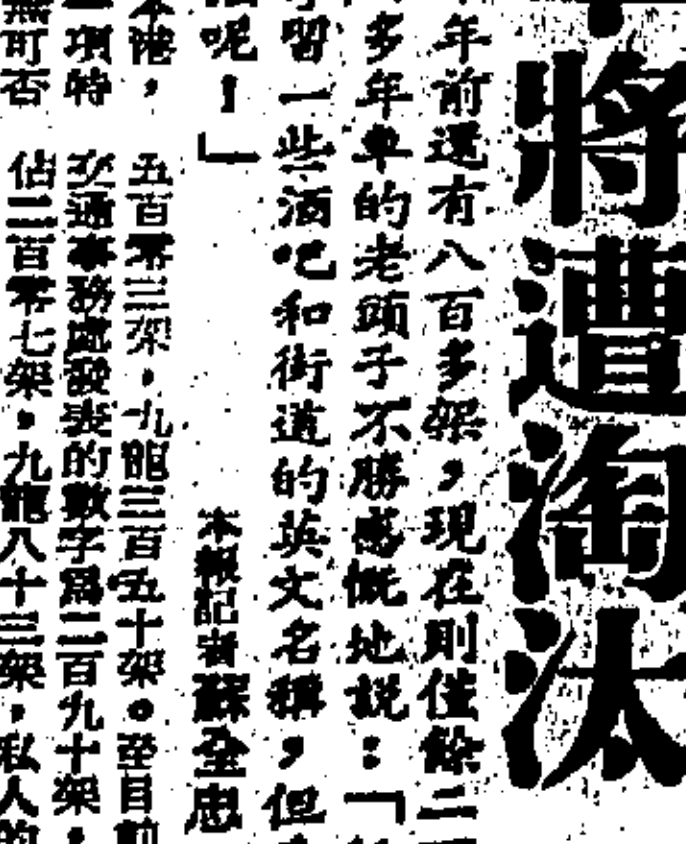 將遭淘汰
年前還有八百多架，現在則僅餘二
多年車的老頭子不勝感慨地説：「
習一些酒吧和街道的英文名稱，但
呢！」
本報記者蘇全忠
本港，
五百零三架，九龍三百五十架。至目前
一項特
交通事務處發表的數字爲二百九十架，
無可否
佔二百零七架，九龍八十三架，私人的